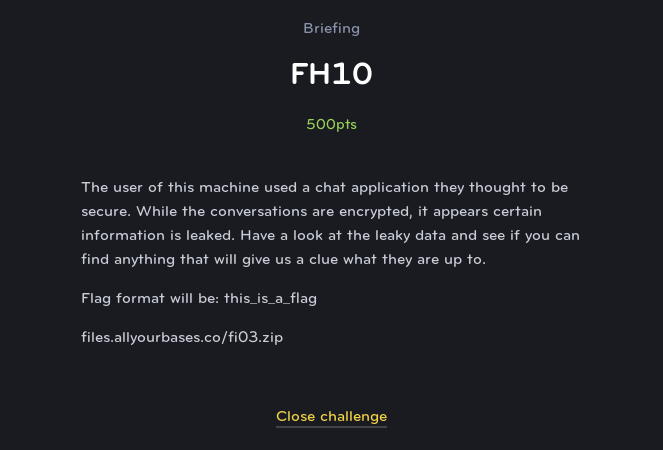 Briefing
FH10
500pts
The user of this machine used a chat application they thought to be
secure. While the conversations are encrypted, it appears certain
information is leaked. Have a look at the leaky data and see if you can
find anything that will give us a clue what they are up to.
Flag format will be: this_is_a_flag
files.allyourbases.co/fi03.zip
Close challenge